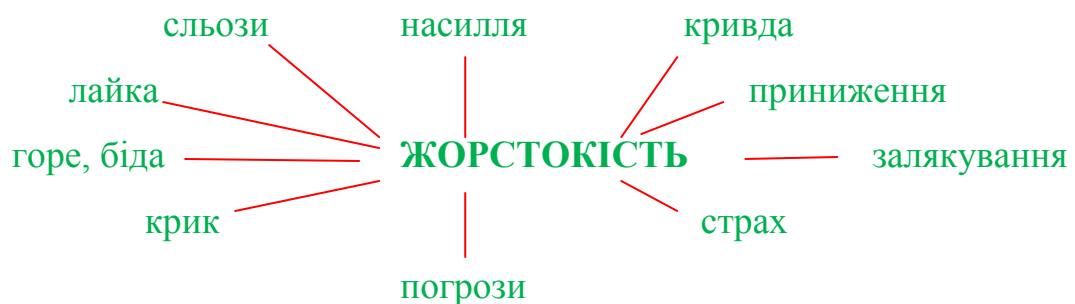 сльози насилля кривда
лайка приниження
горе, біда ЖОРСТОКІСТЬ залякування
крик страх
погрози